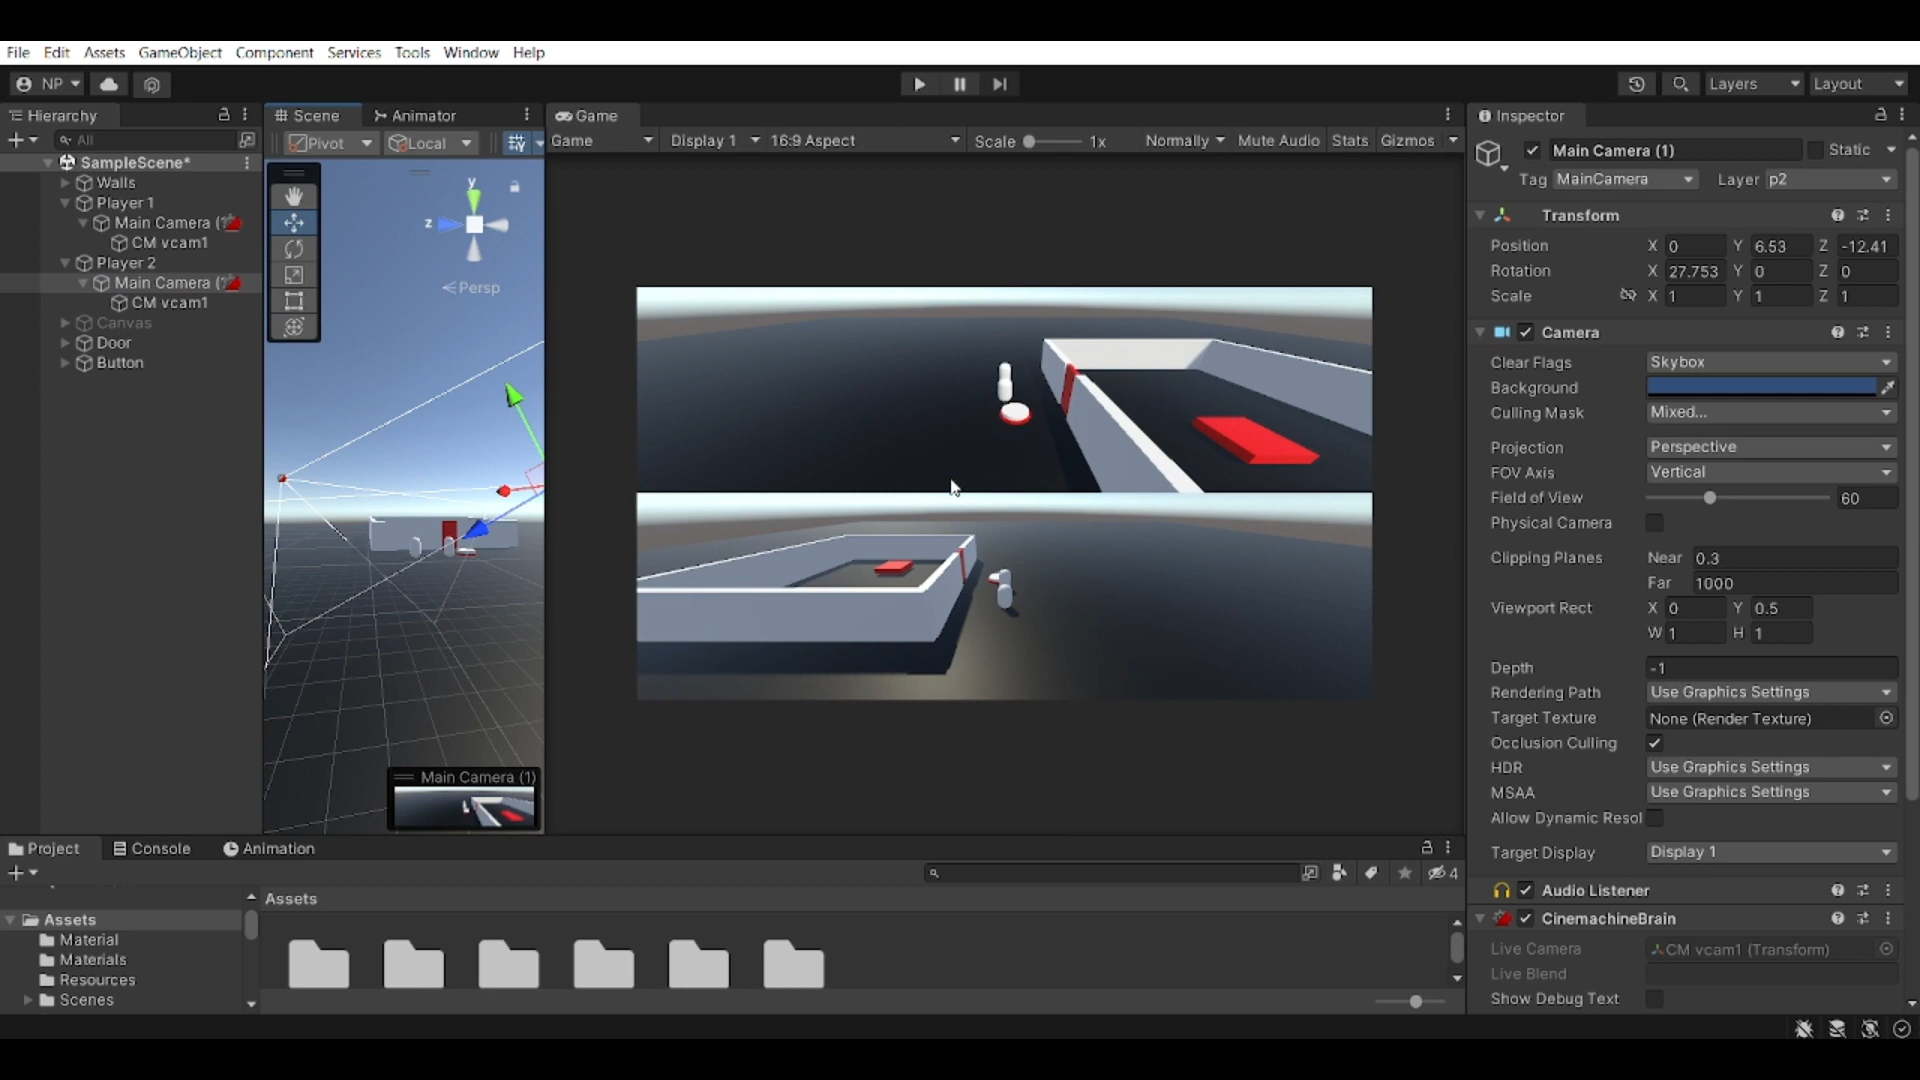 File Edit Assets GameObject Component Services Tools Window Help
NP
Layers Layout
Hierarchy
All
SampleScene*
Walls
Player 1
Main Camera (
CM vcam1
Player 2
Main Camera (
CM vcam1
Canvas
Door
Button
Scene Animator
Pivot Local
y
z
Persp
Main Camera (1)
Game
Game Display 1 16:9 Aspect Scale 1x Normally Mute Audio Stats Gizmos
Inspector
Main Camera (1) Static
Tag MainCamera Layer p2
Transform
Position X 0 Y 6.53 Z -12.41
Rotation X 27.753 Y 0 Z 0
Scale X 1 Y 1 Z 1
Camera
Clear Flags Skybox
Background
Culling Mask Mixed...
Projection Perspective
FOV Axis Vertical
Field of View 60
Physical Camera
Clipping Planes Near 0.3
Far 1000
Viewport Rect X 0 Y 0.5
W 1 H 1
Depth -1
Rendering Path Use Graphics Settings
Target Texture None (Render Texture)
Occlusion Culling
HDR Use Graphics Settings
MSAA Use Graphics Settings
Allow Dynamic Resol
Target Display Display 1
Audio Listener
CinemachineBrain
Live Camera CM vcam1 (Transform)
Live Blend
Show Debug Text
Project Console Animation
4
Assets
Material
Materials
Resources
Scenes
Assets